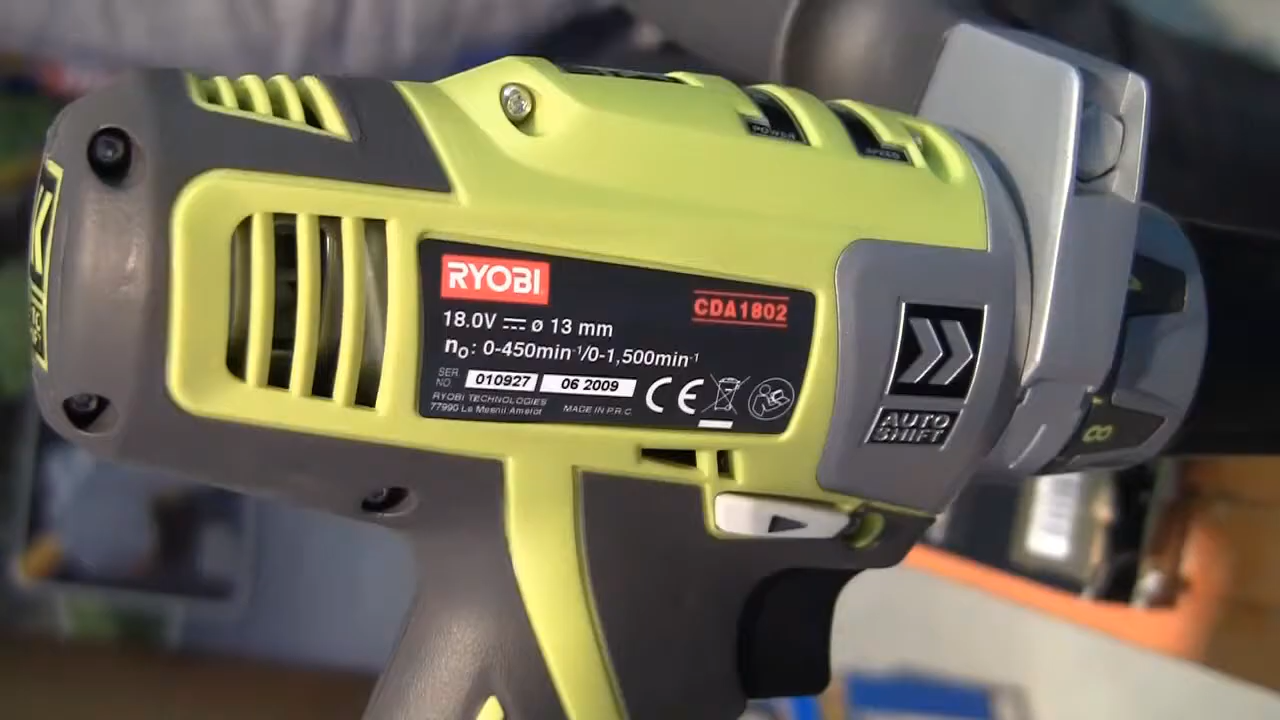 POWER
SPEED
RYOBI
CDA1802
18.0V ⎓ ø 13 mm
n₀: 0-450min⁻¹/0-1,500min⁻¹
SER. NO. 010927 06 2009
RYOBI TECHNOLOGIES
77990 Le Mesnil Amelot MADE IN P.R.C.
CE
AUTO
SHIFT